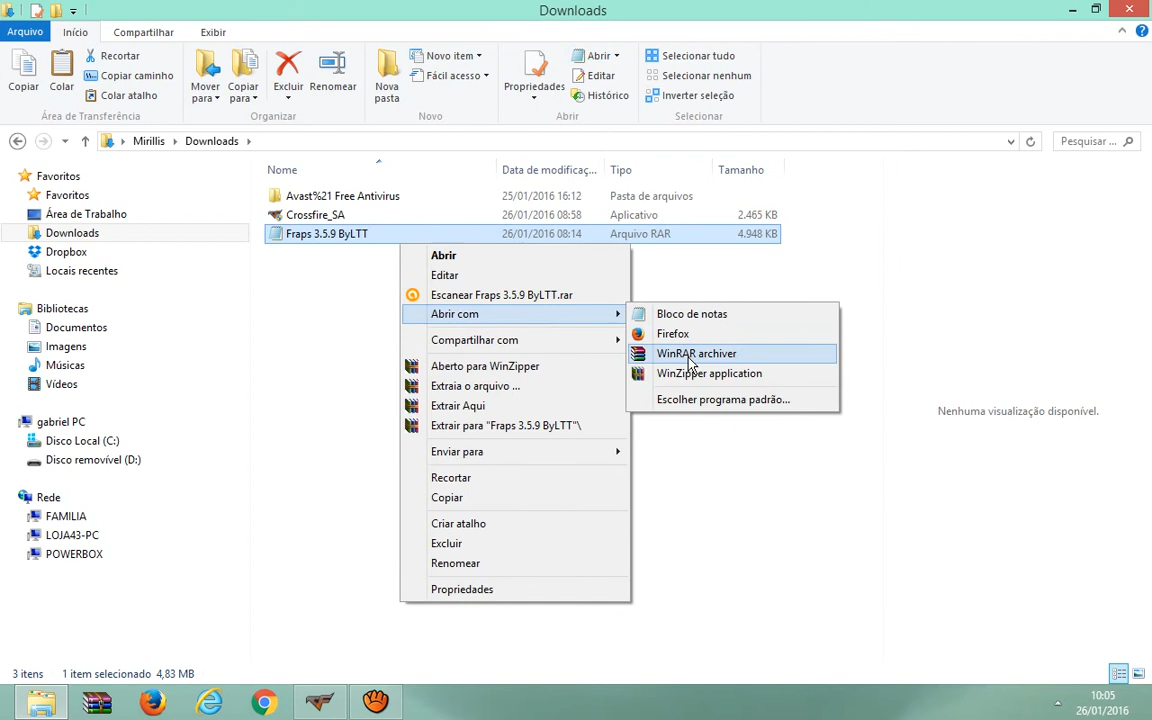 Downloads
Arquivo Início Compartilhar Exibir
Copiar
Colar
Recortar
Copiar caminho
Colar atalho
Área de Transferência
Mover para
Copiar para
Excluir
Renomear
Organizar
Nova pasta
Novo item
Fácil acesso
Novo
Propriedades
Abrir
Editar
Histórico
Abrir
Selecionar tudo
Selecionar nenhum
Inverter seleção
Selecionar
Mirillis Downloads
Pesquisar ...
Favoritos
Favoritos
Área de Trabalho
Downloads
Dropbox
Locais recentes
Bibliotecas
Documentos
Imagens
Músicas
Vídeos
gabriel PC
Disco Local (C:)
Disco removível (D:)
Rede
FAMILIA
LOJA43-PC
POWERBOX
Nome Data de modificaç... Tipo Tamanho
Avast%21 Free Antivirus 25/01/2016 16:12 Pasta de arquivos
Crossfire_SA 26/01/2016 08:58 Aplicativo 2.465 KB
Fraps 3.5.9 ByLTT 26/01/2016 08:14 Arquivo RAR 4.948 KB
Abrir
Editar
Escanear Fraps 3.5.9 ByLTT.rar
Abrir com
Compartilhar com
Aberto para WinZipper
Extraia o arquivo ...
Extrair Aqui
Extrair para "Fraps 3.5.9 ByLTT"\
Enviar para
Recortar
Copiar
Criar atalho
Excluir
Renomear
Propriedades
Bloco de notas
Firefox
WinRAR archiver
WinZipper application
Escolher programa padrão...
Nenhuma visualização disponível.
3 itens 1 item selecionado 4,83 MB
10:05
26/01/2016